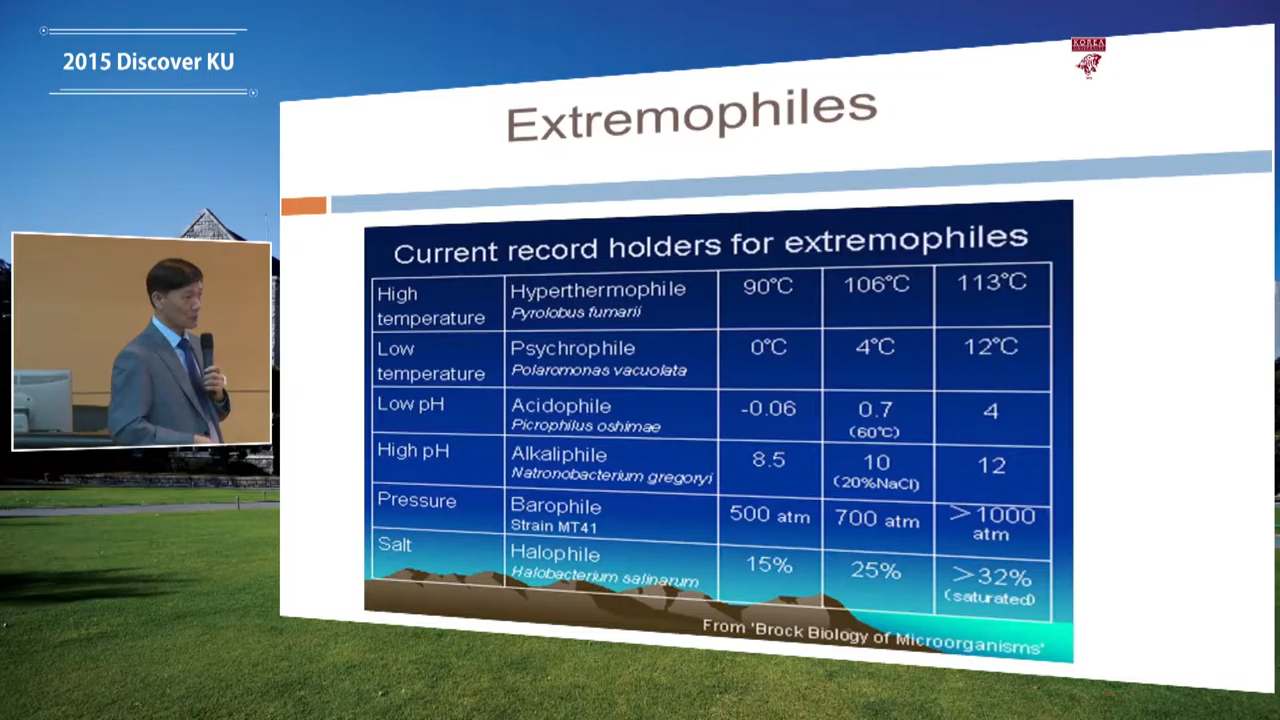 2015 Discover KU
KOREA
Extremophiles
Current record holders for extremophiles
High temperature
Hyperthermophile
Pyrolobus fumarii
90°C
106°C
113°C
Low temperature
Psychrophile
Polaromonas vacuolata
0°C
4°C
12°C
Low pH
Acidophile
Picrophilus oshimae
-0.06
0.7
(60℃)
4
High pH
Alkaliphile
Natronobacterium gregoryi
8.5
10
(20%NaCl)
12
Pressure
Barophile
Strain MT41
500 atm
700 atm
>1000
atm
Salt
Halophile
Halobacterium salinarum
15%
25%
>32%
(saturated)
From 'Brock Biology of Microorganisms'